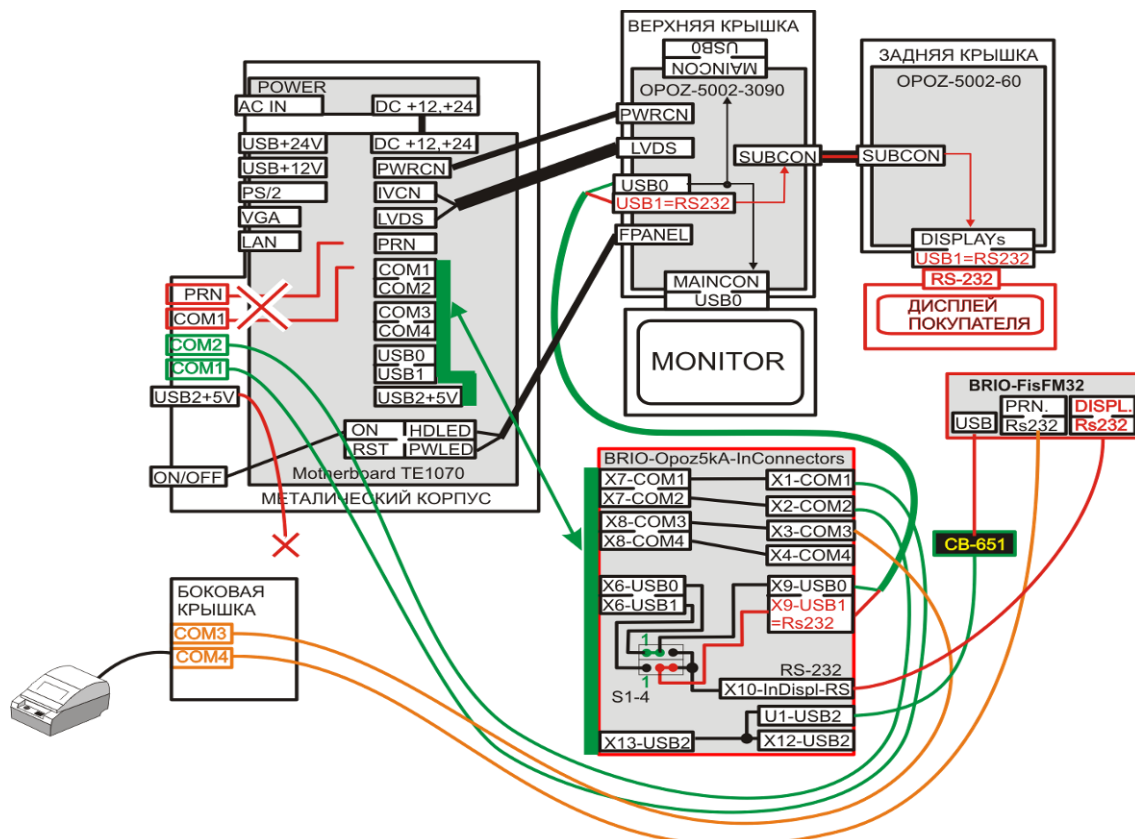 ВЕРХНЯЯ КРЫШКА
USB0
MAINCON
OPOZ-5002-3090
PWRCN
LVDS
SUBCON
USB0
USB1=RS232
FPANEL
MAINCON
USB0
MONITOR
ЗАДНЯЯ КРЫШКА
OPOZ-5002-60
SUBCON
DISPLAYs
USB1=RS232
RS-232
ДИСПЛЕЙ
ПОКУПАТЕЛЯ
POWER
AC IN
DC +12,+24
USB+24V
DC +12,+24
USB+12V
PWRCN
PS/2
IVCN
VGA
LVDS
LAN
PRN
COM1
COM2
PRN
COM1
COM3
COM4
COM2
USB0
COM1
USB1
USB2+5V
USB2+5V
ON
HDLED
RST
PWLED
ON/OFF
Motherboard TE1070
МЕТАЛИЧЕСКИЙ КОРПУС
BRIO-FisFM32
USB
PRN.
Rs232
DISPL.
Rs232
CB-651
BRIO-Opoz5kA-InConnectors
X7-COM1
X1-COM1
X7-COM2
X2-COM2
X8-COM3
X3-COM3
X8-COM4
X4-COM4
X6-USB0
X9-USB0
X6-USB1
X9-USB1
=Rs232
1
1
S1-4
RS-232
X10-InDispl-RS
U1-USB2
X13-USB2
X12-USB2
БОКОВАЯ
КРЫШКА
COM3
COM4